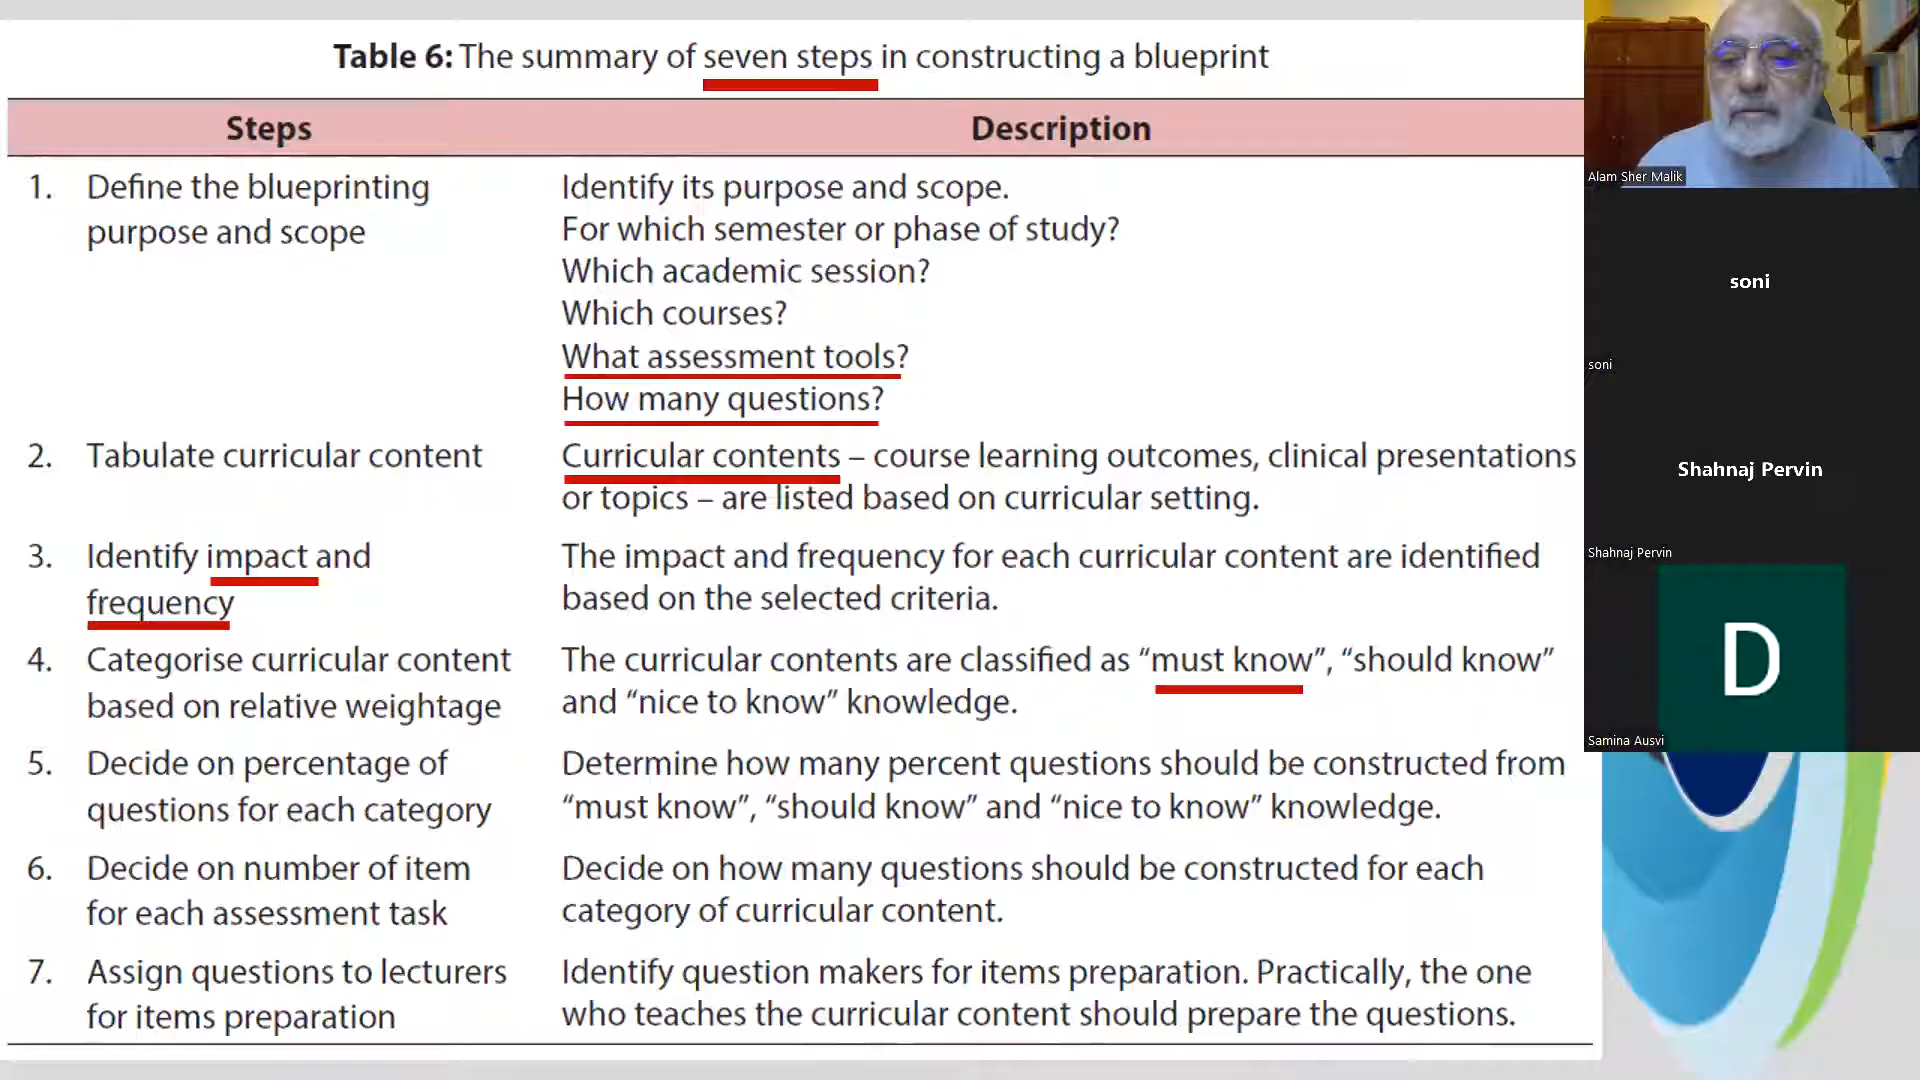 Table 6: The summary of seven steps in constructing a blueprint
Steps Description
1. Define the blueprinting purpose and scope
Identify its purpose and scope.
For which semester or phase of study?
Which academic session?
Which courses?
What assessment tools?
How many questions?
2. Tabulate curricular content
Curricular contents – course learning outcomes, clinical presentations
or topics – are listed based on curricular setting.
3. Identify impact and
frequency
The impact and frequency for each curricular content are identified
based on the selected criteria.
4. Categorise curricular content
based on relative weightage
The curricular contents are classified as “must know”, “should know”
and “nice to know” knowledge.
5. Decide on percentage of
questions for each category
Determine how many percent questions should be constructed from
“must know”, “should know” and “nice to know” knowledge.
6. Decide on number of item
for each assessment task
Decide on how many questions should be constructed for each
category of curricular content.
7. Assign questions to lecturers
for items preparation
Identify question makers for items preparation. Practically, the one
who teaches the curricular content should prepare the questions.
Alam Sher Malik
soni
soni
Shahnaj Pervin
Shahnaj Pervin
D
Samina Ausvi